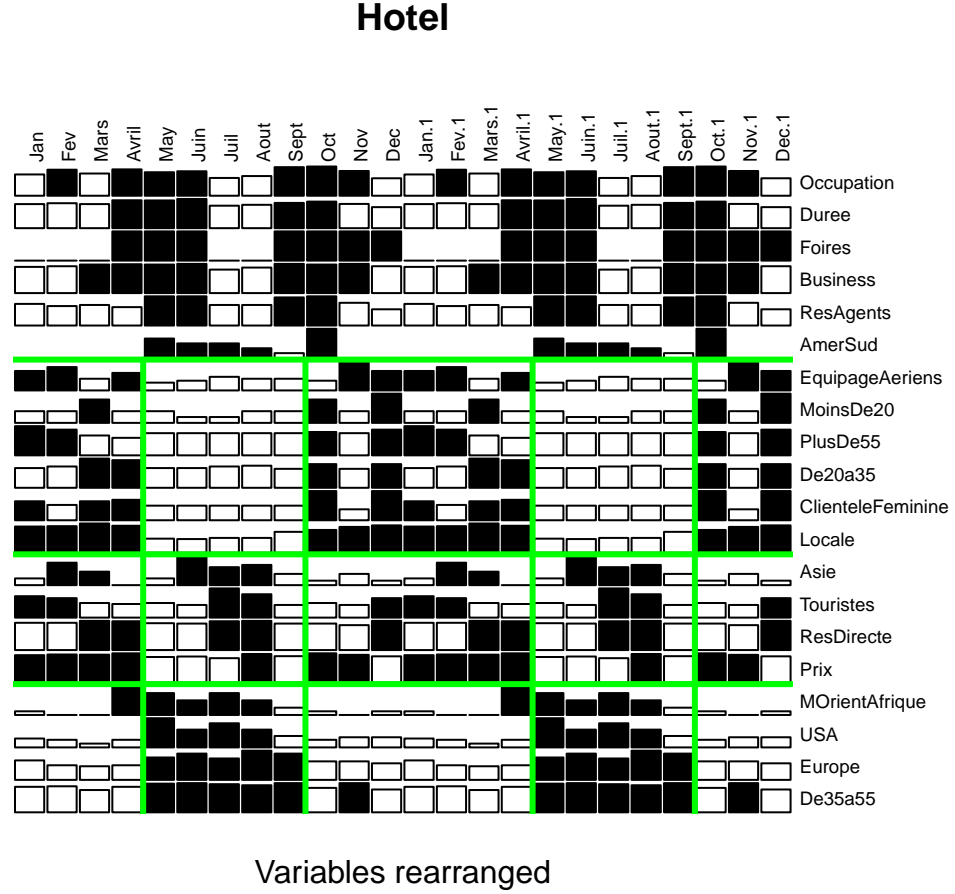 Hotel
Jan Fev Mars Avril May Juin Juil Aout Sept Oct Nov Dec Jan.1 Fev.1 Mars.1 Avril.1 May.1 Juin.1 Juil.1 Aout.1 Sept.1 Oct.1 Nov.1 Dec.1
Occupation
Duree
Foires
Business
ResAgents
AmerSud
EquipageAeriens
MoinsDe20
PlusDe55
De20a35
ClienteleFeminine
Locale
Asie
Touristes
ResDirecte
Prix
MOrientAfrique
USA
Europe
De35a55
Variables rearranged